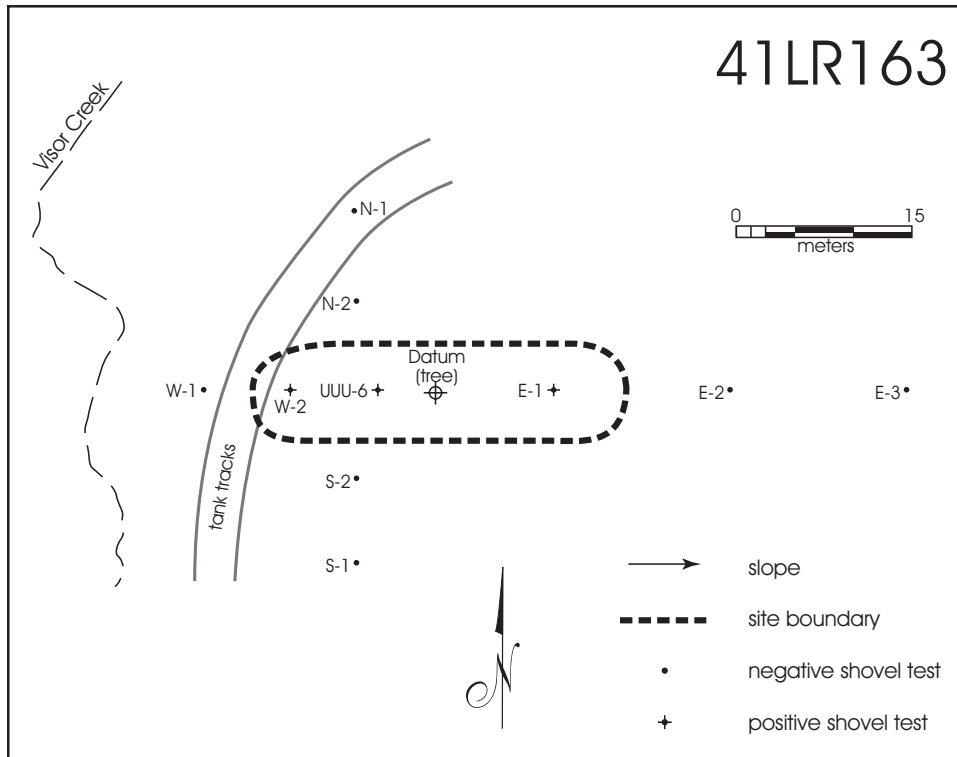 41LR163
Visor Creek
N-1
0 15
meters
N-2
Datum
(tree)
W-1
W-2
UUU-6
E-1
E-2
E-3
tank tracks
S-2
S-1
N
slope
site boundary
negative shovel test
positive shovel test